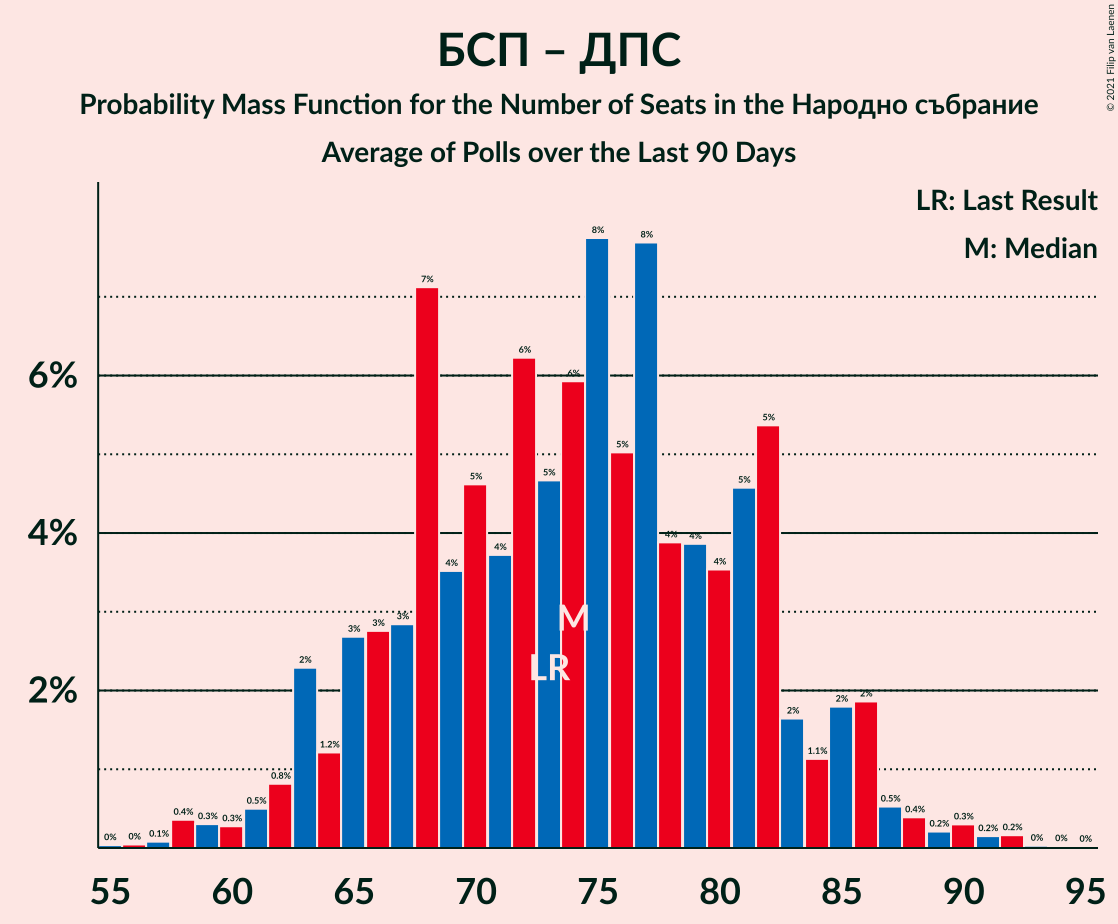 БСП – ДПС
Probability Mass Function for the Number of Seats in the Народно събрание
Average of Polls over the Last 90 Days
© 2021 Filip van Laenen
LR: Last Result
M: Median
6%
4%
2%
0% 0% 0.1% 0.4% 0.3% 0.3% 0.5% 0.8% 2% 1.2% 3% 3% 3% 7% 4% 5% 4% 6% 5% 6% 8% 5% 8% 4% 4% 4% 5% 5% 2% 1.1% 2% 2% 0.5% 0.4% 0.2% 0.3% 0.2% 0.2% 0% 0% 0%
M
LR
55 60 65 70 75 80 85 90 95